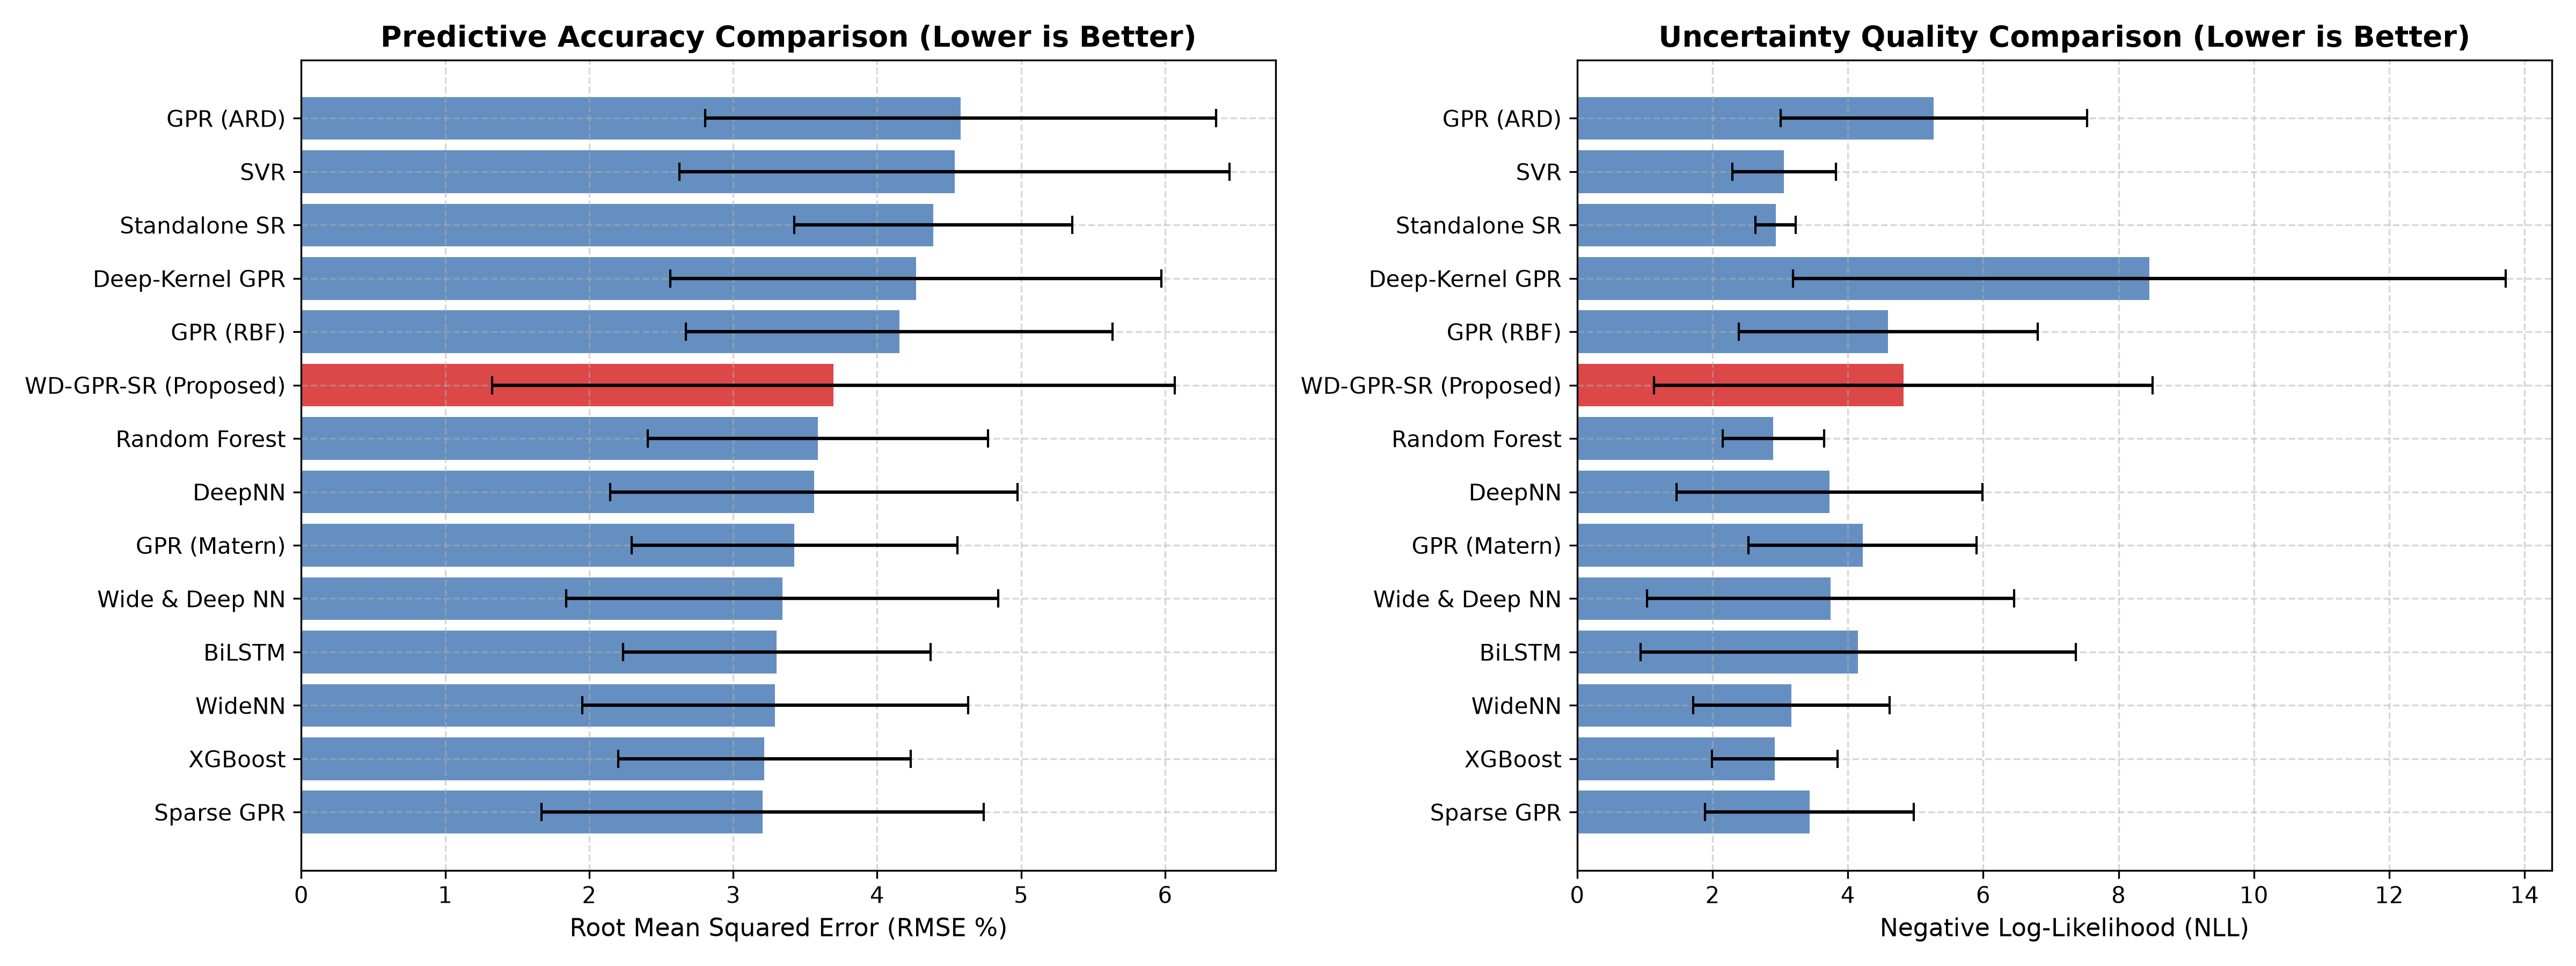 Predictive Accuracy Comparison (Lower is Better)
GPR (ARD)
SVR
Standalone SR
Deep-Kernel GPR
GPR (RBF)
WD-GPR-SR (Proposed)
Random Forest
DeepNN
GPR (Matern)
Wide & Deep NN
BiLSTM
WideNN
XGBoost
Sparse GPR
0 1 2 3 4 5 6
Root Mean Squared Error (RMSE %)
Uncertainty Quality Comparison (Lower is Better)
GPR (ARD)
SVR
Standalone SR
Deep-Kernel GPR
GPR (RBF)
WD-GPR-SR (Proposed)
Random Forest
DeepNN
GPR (Matern)
Wide & Deep NN
BiLSTM
WideNN
XGBoost
Sparse GPR
0 2 4 6 8 10 12 14
Negative Log-Likelihood (NLL)